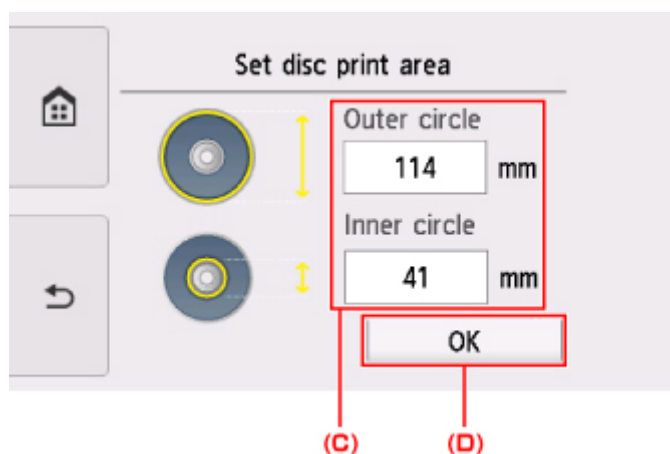 Set disc print area
Outer circle
114 mm
Inner circle
41 mm
OK
(C) (D)